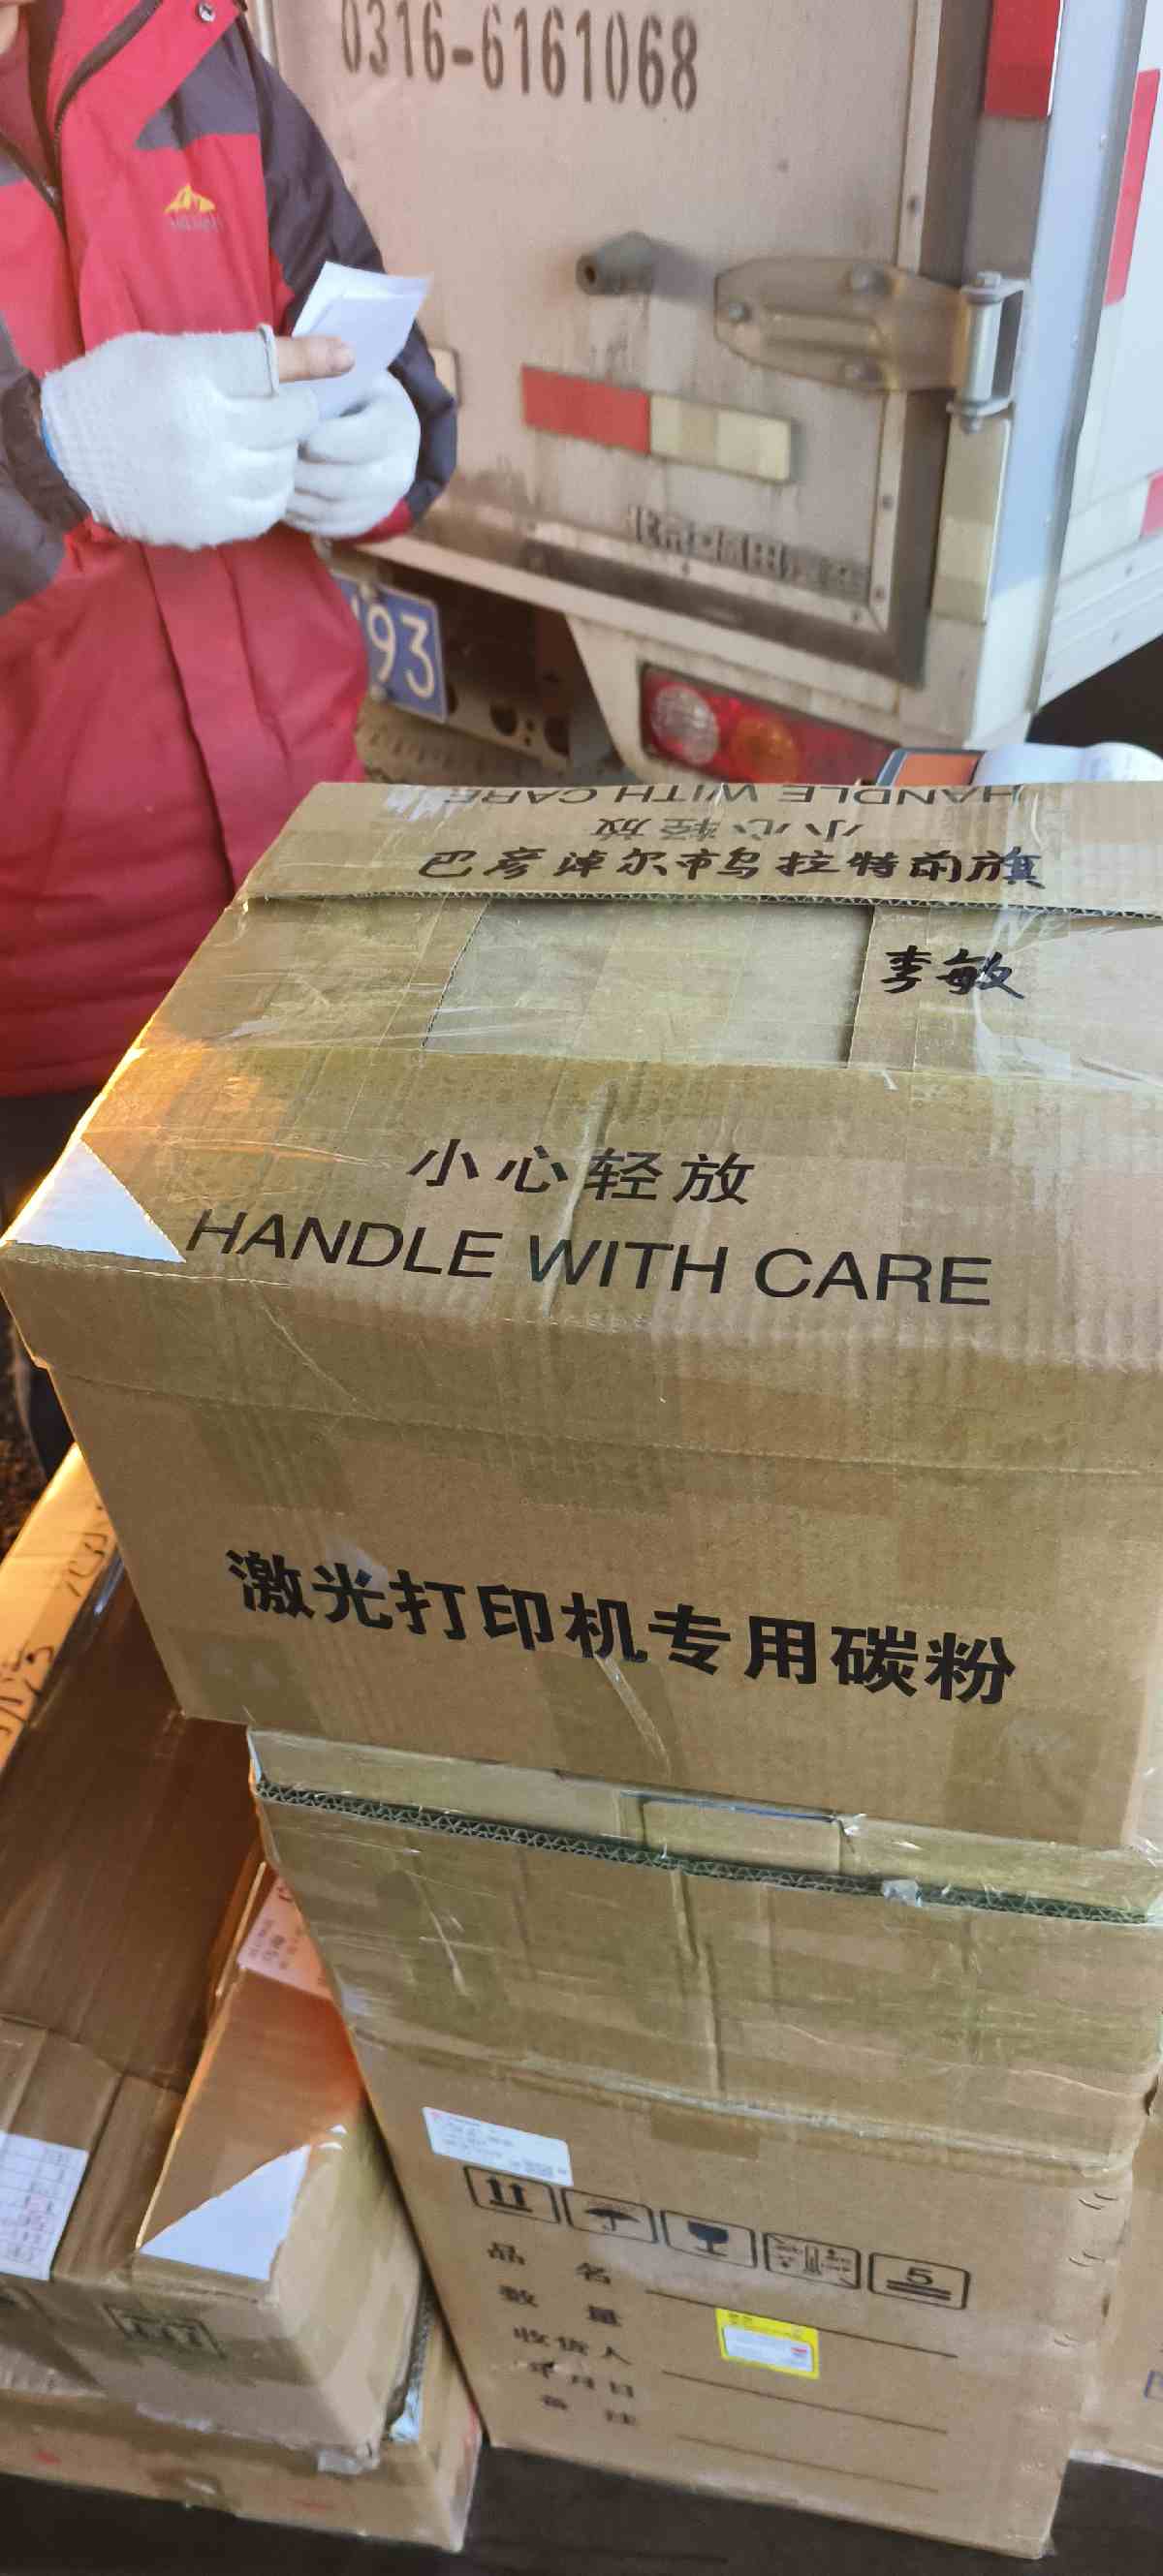 0316-6161068
93
HANDLE WITH CARE
小心轻放
巴彦淖尔市乌拉特前旗
李敏
小心轻放
HANDLE WITH CARE
激光打印机专用碳粉
5
品名
数量
收货人
年月日
备注